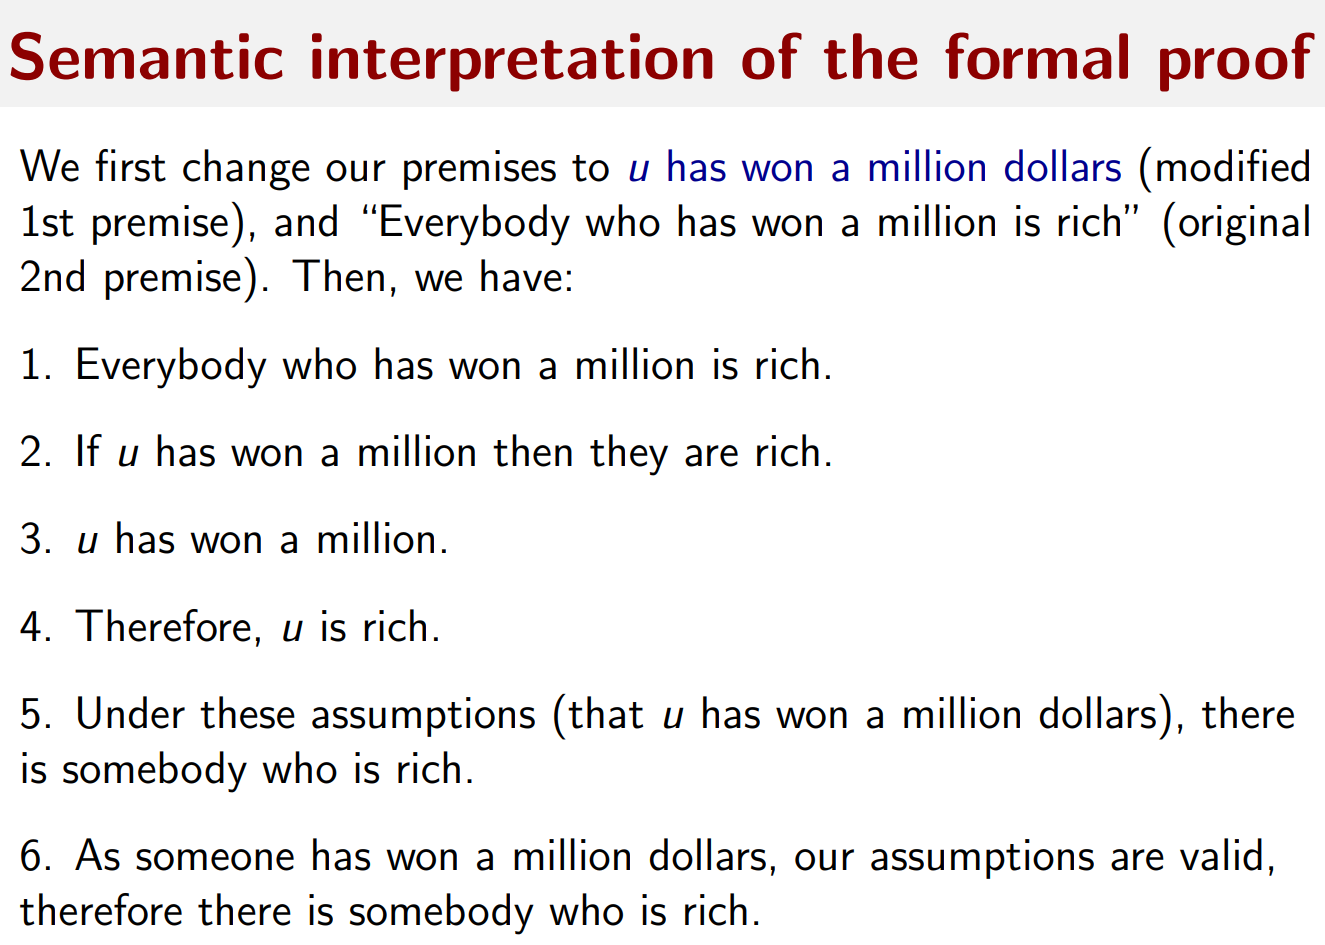 Semantic interpretation of the formal proof
We first change our premises to u has won a million dollars (modified
1st premise), and “Everybody who has won a million is rich” (original
2nd premise). Then, we have:
1. Everybody who has won a million is rich.
2. If u has won a million then they are rich.
3. u has won a million.
4. Therefore, u is rich.
5. Under these assumptions (that u has won a million dollars), there
is somebody who is rich.
6. As someone has won a million dollars, our assumptions are valid,
therefore there is somebody who is rich.